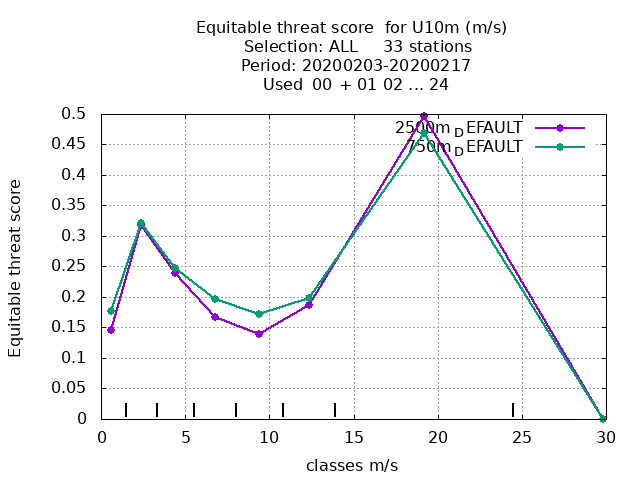 Equitable threat score for U10m (m/s)
Selection: ALL 33 stations
Period: 20200203-20200217
Used 00 + 01 02 ... 24
0.5
0.45
0.4
0.35
0.3
0.25
0.2
0.15
0.1
0.05
0
Equitable threat score
2500m_DEFAULT
750m_DEFAULT
0 5 10 15 20 25 30
classes m/s